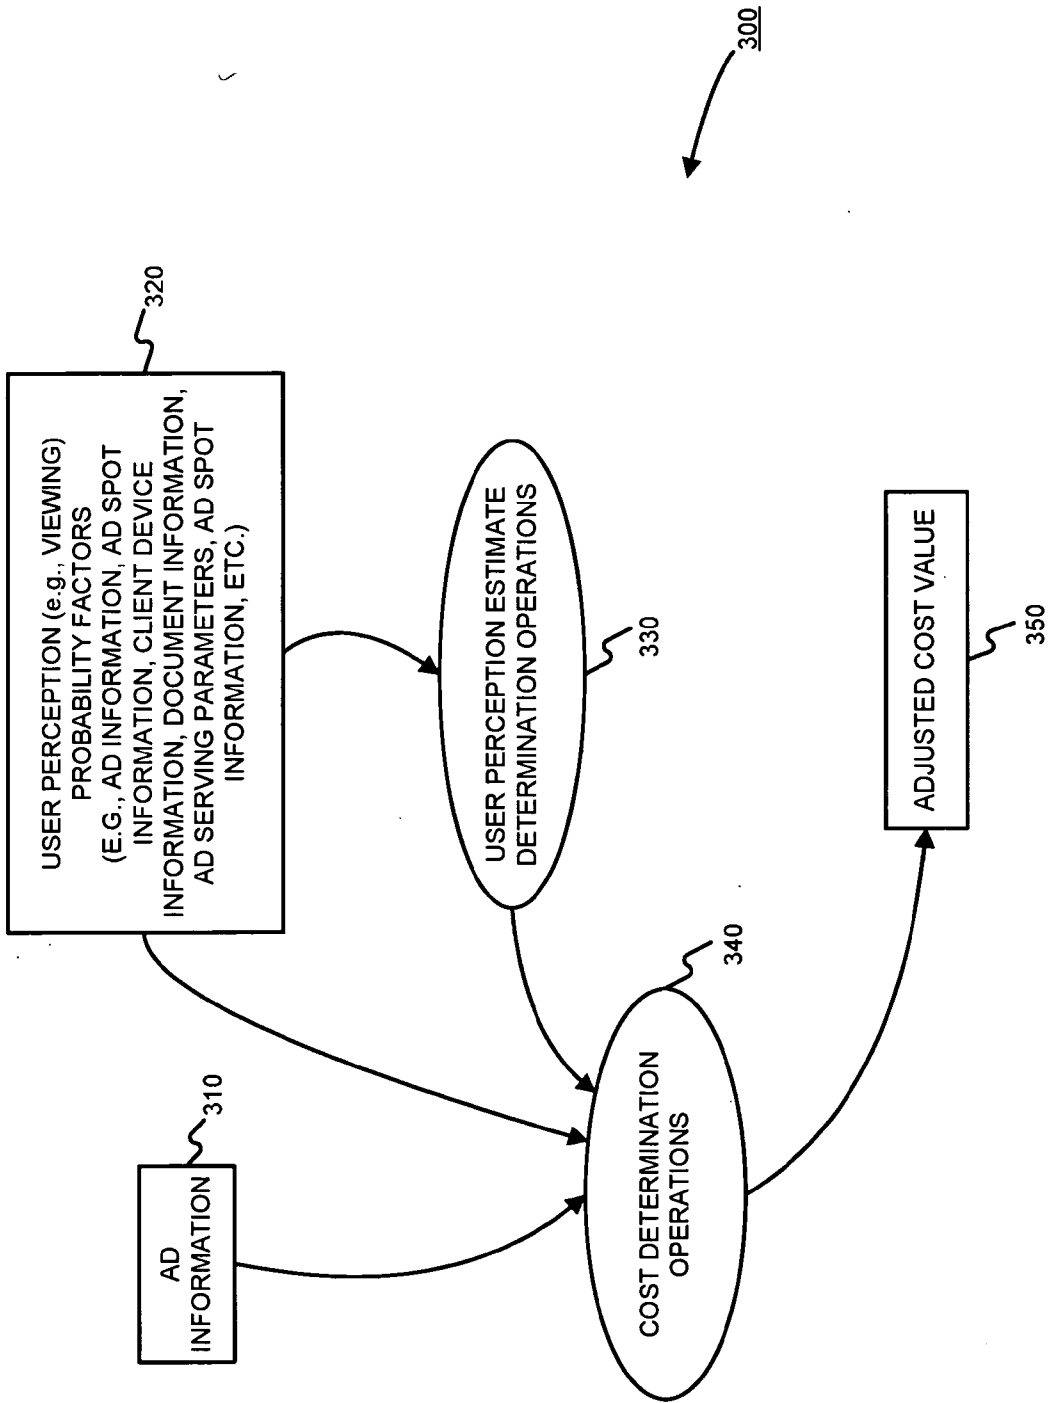 AD
INFORMATION
310
USER PERCEPTION (e.g., VIEWING)
PROBABILITY FACTORS
(E.G., AD INFORMATION, AD SPOT
INFORMATION, CLIENT DEVICE
INFORMATION, DOCUMENT INFORMATION,
AD SERVING PARAMETERS, AD SPOT
INFORMATION, ETC.)
320
USER PERCEPTION ESTIMATE
DETERMINATION OPERATIONS
330
COST DETERMINATION
OPERATIONS
340
ADJUSTED COST VALUE
350
300